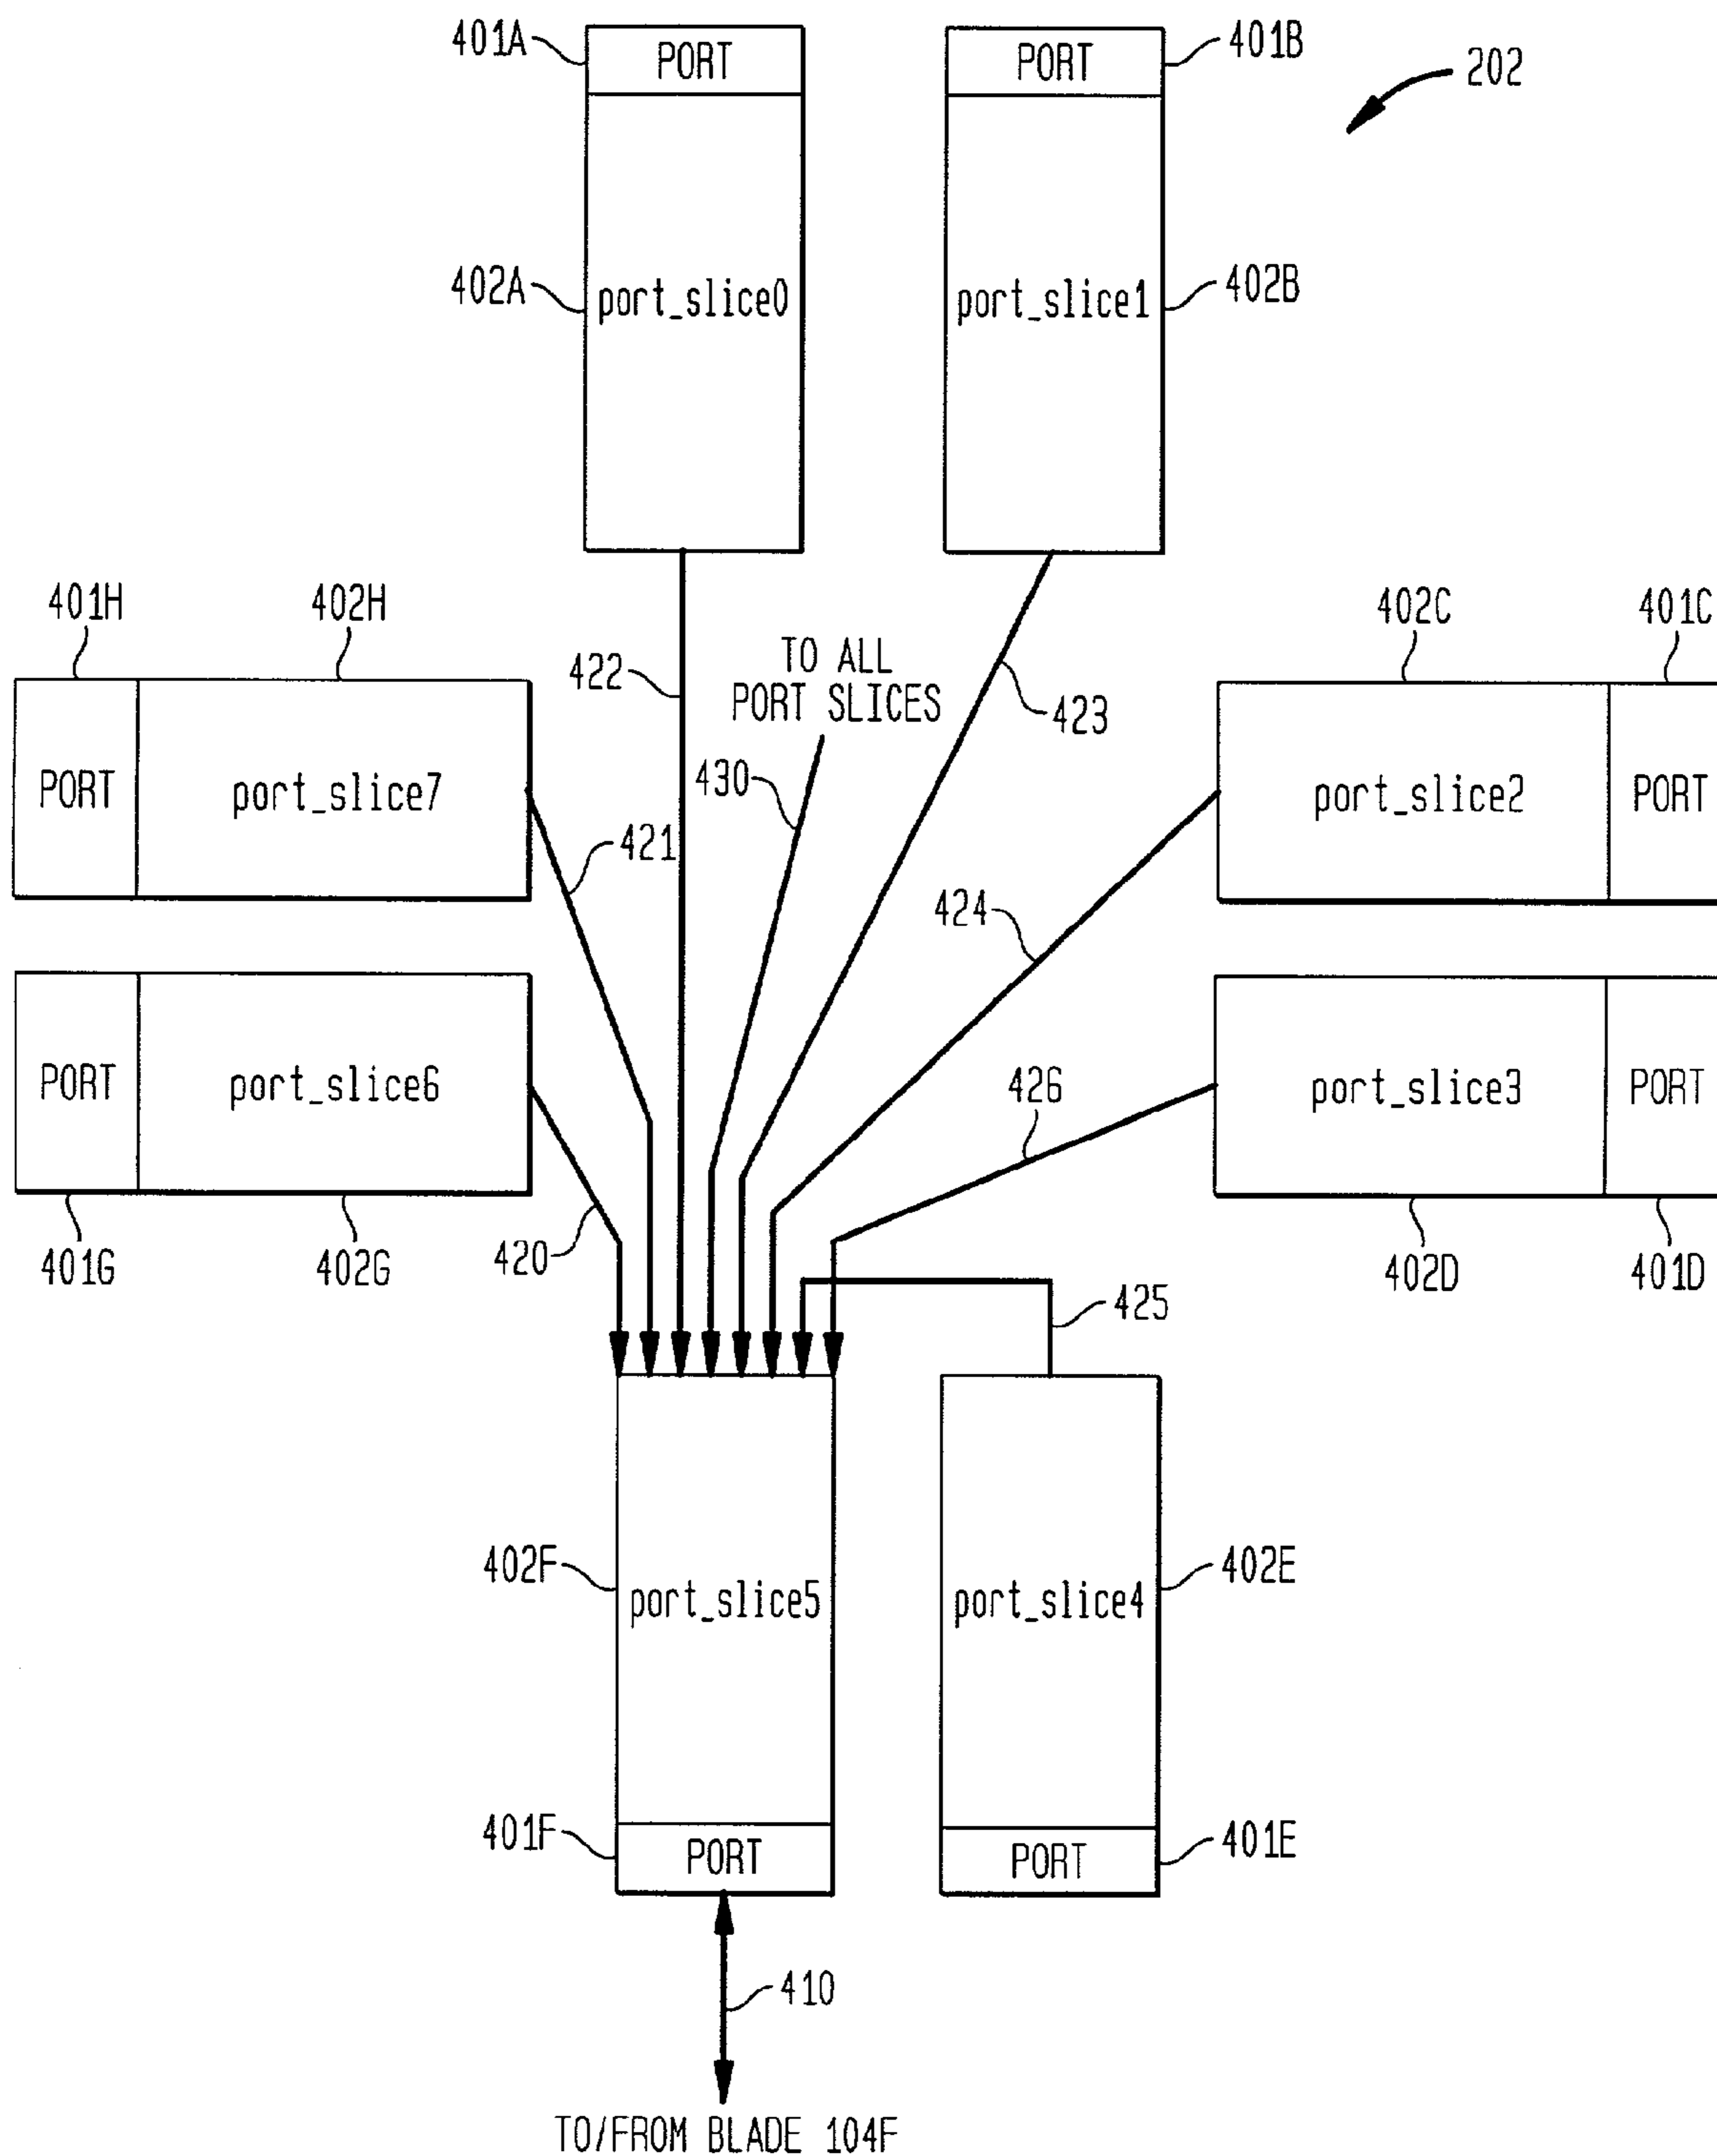 401A
PORT
PORT
401B
202
402A
port_slice0
port_slice1
402B
401H
402H
402C
401C
TO ALL
PORT SLICES
422
423
PORT
port_slice7
430
port_slice2
PORT
421
424
PORT
port_slice6
426
port_slice3
PORT
401G
402G
420
402D
401D
425
402F
port_slice5
port_slice4
402E
401F
PORT
PORT
401E
410
TO/FROM BLADE 104F